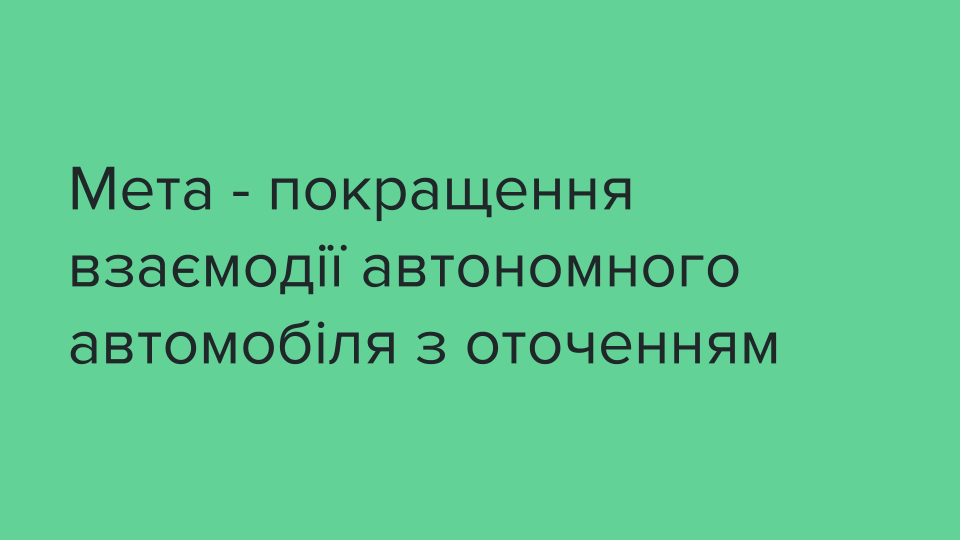 Мета - покращення
взаємодії автономного
автомобіля з оточенням